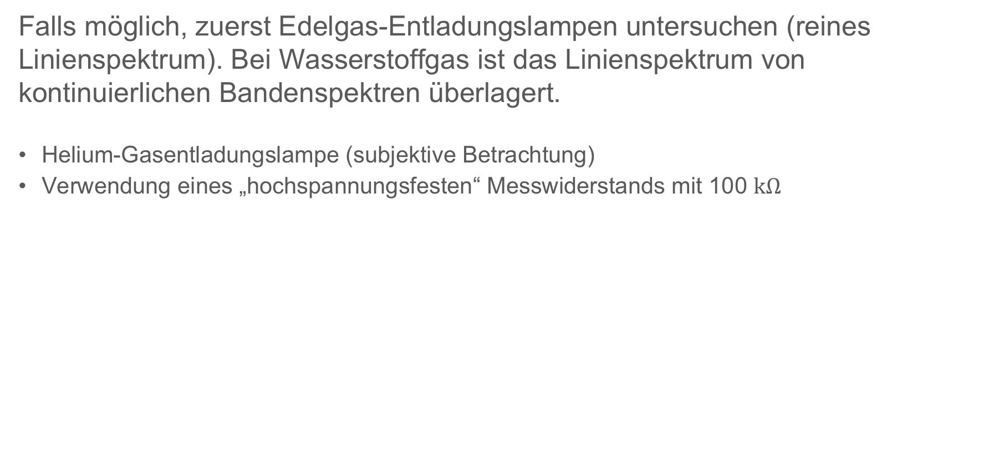 Falls möglich, zuerst Edelgas-Entladungslampen untersuchen (reines
Linienspektrum). Bei Wasserstoffgas ist das Linienspektrum von
kontinuierlichen Bandenspektren überlagert.
• Helium-Gasentladungslampe (subjektive Betrachtung)
• Verwendung eines „hochspannungsfesten“ Messwiderstands mit 100 kΩ